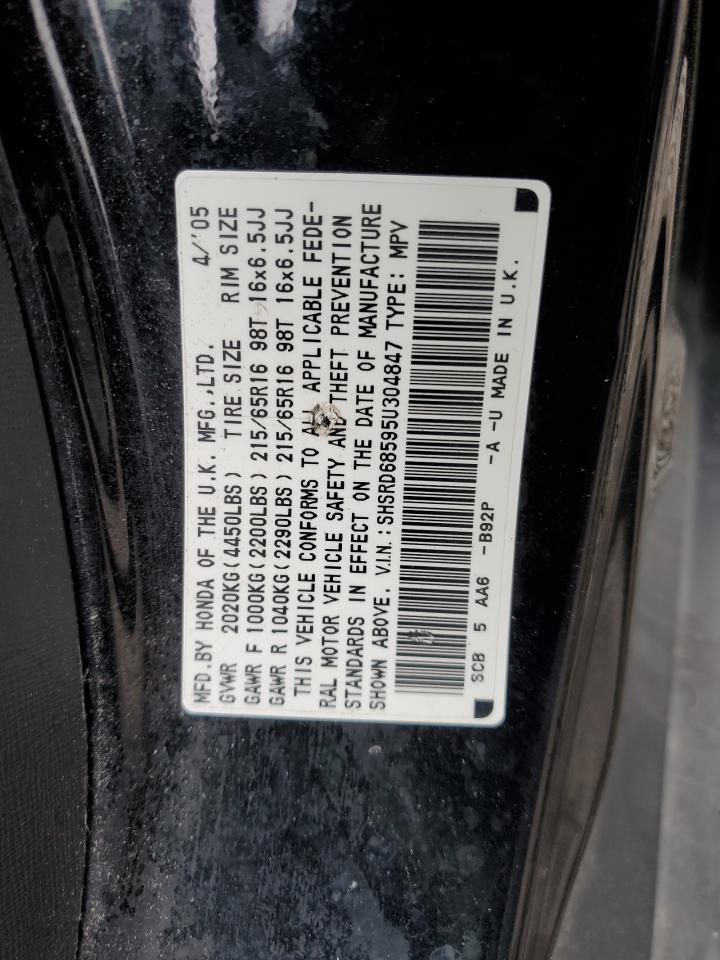 MFD.BY HONDA OF THE U.K. MFG.,LTD. 4/'05
GVWR 2020KG(4450LBS) TIRE SIZE RIM SIZE
GAWR F 1000KG(2200LBS) 215/65R16 98T 16x6.5JJ
GAWR R 1040KG(2290LBS) 215/65R16 98T 16x6.5JJ
THIS VEHICLE CONFORMS TO ALL APPLICABLE FEDE-
RAL MOTOR VEHICLE SAFETY AND THEFT PREVENTION
STANDARDS IN EFFECT ON THE DATE OF MANUFACTURE
SHOWN ABOVE. V.I.N.:SHSRD68595U304847 TYPE: MPV
SCB 5 AA6 -B92P -A -U MADE IN U.K.